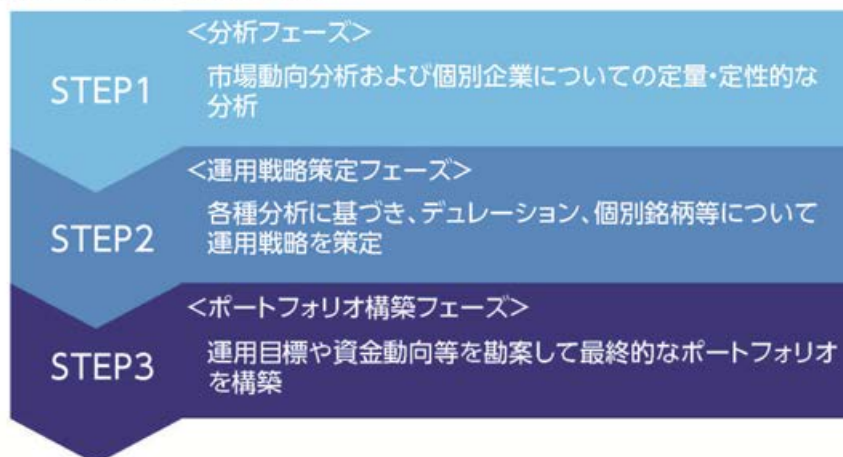 <分析フェーズ>
STEP1
市場動向分析および個別企業についての定量・定性的な
分析
<運用戦略策定フェーズ>
STEP2
各種分析に基づき、デュレーション、個別銘柄等について
運用戦略を策定
<ポートフォリオ構築フェーズ>
STEP3
運用目標や資金動向等を勘案して最終的なポートフォリオ
を構築